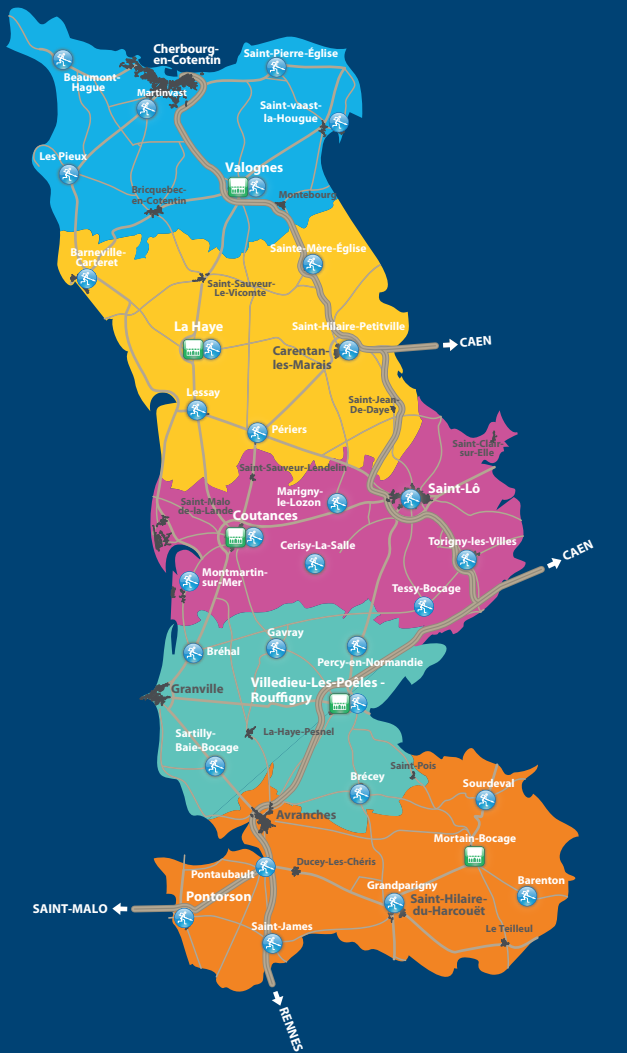 Cherbourg-
en-Cotentin
Saint-Pierre-Église
Beaumont-
Hague
Martinvast
Saint-vaast-
la-Hougue
Les Pieux
Valognes
Bricquebec-
en-Cotentin
Montebourg
Sainte-Mère-Église
Barneville-
Carteret
Saint-Sauveur-
Le-Vicomte
La Haye
Saint-Hilaire-Petitville
CAEN
Carentan-
les-Marais
Lessay
Saint-Jean-
De-Daye
Périers
Saint-Clair-
sur-Elle
Saint-Sauveur-Lendelin
Saint-Lô
Marigny-
le-Lozon
Saint-Malo
de-la-Lande
Coutances
Cerisy-La-Salle
Torigny-les-Villes
CAEN
Montmartin-
sur-Mer
Tessy-Bocage
Gavray
Bréhal
Percy-en-Normandie
Villedieu-Les-Poëles -
Rouffigny
Granville
Sartilly-
Baie-Bocage
La-Haye-Pesnel
Saint-Pois
Brécey
Sourdeval
Avranches
Mortain-Bocage
Ducey-Les-Chéris
Pontaubault
Grandparigny
Barenton
Pontorson
Saint-Hilaire-
du-Harcouët
SAINT-MALO
Saint-James
Le Teilleul
RENNES